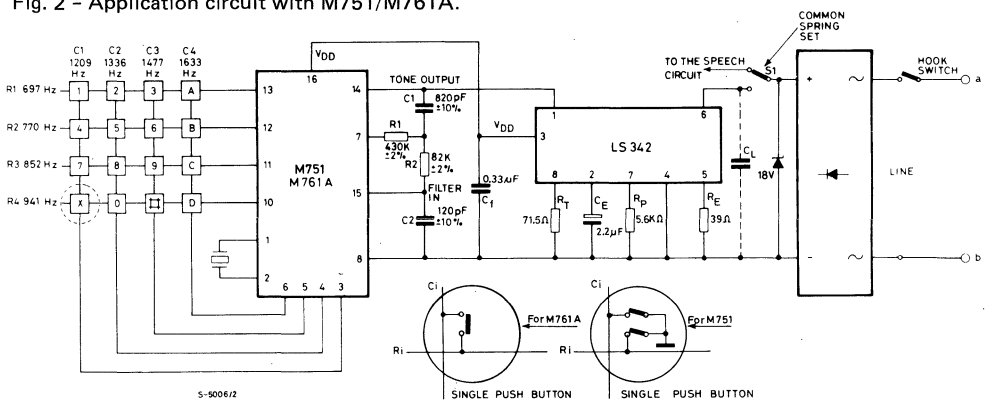 Fig. 2 – Application circuit with M751/M761A.
C1 C2 C3 C4
1209 1336 1477 1633
Hz Hz Hz Hz
R1 697 Hz 1 2 3 A
R2 770 Hz 4 5 6 B
R3 852 Hz 7 8 9 C
R4 941 Hz X 0 D
VDD
16
13
12
11
10
1
2
M751
M761A
14
7
15
8
6 5 4 3
TONE OUTPUT
C1 820pF
±10%
R1
430K
±2%
R2 82K
±2%
FILTER
IN
C2 120pF
±10%
VDD
0.33µF
Cf
1 6
3
LS 342
8 2 7 4 5
RT
71.5Ω
CE
2.2µF
RP
5.6KΩ
RE
39Ω
TO THE SPEECH
CIRCUIT
S1
COMMON
SPRING
SET
CL
18V
+ ~
- ~
HOOK
SWITCH
a
LINE
b
Ci
Ri
For M761A
SINGLE PUSH BUTTON
Ci
Ri
For M751
SINGLE PUSH BUTTON
S-5006/2